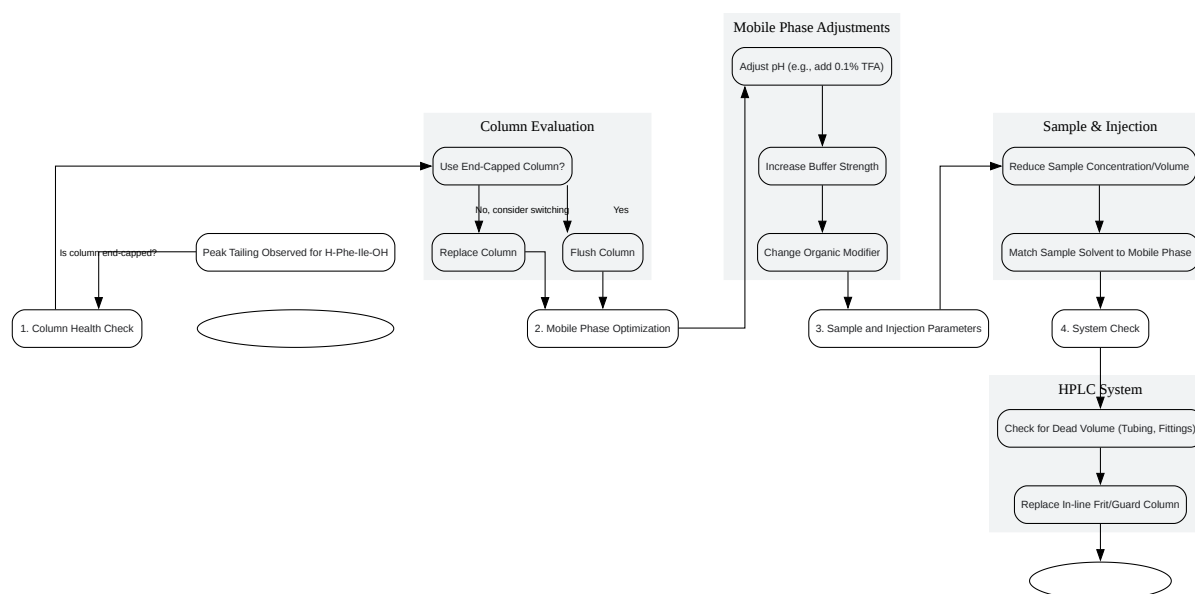 Mobile Phase Adjustments
Adjust pH (e.g., add 0.1% TFA)
Column Evaluation
Sample & Injection
Use End-Capped Column?
Increase Buffer Strength
Reduce Sample Concentration/Volume
No, consider switching
Yes
Is column end-capped?
Peak Tailing Observed for H-Phe-Ile-OH
Replace Column
Flush Column
Change Organic Modifier
Match Sample Solvent to Mobile Phase
1. Column Health Check
2. Mobile Phase Optimization
3. Sample and Injection Parameters
4. System Check
HPLC System
Check for Dead Volume (Tubing, Fittings)
Replace In-line Frit/Guard Column